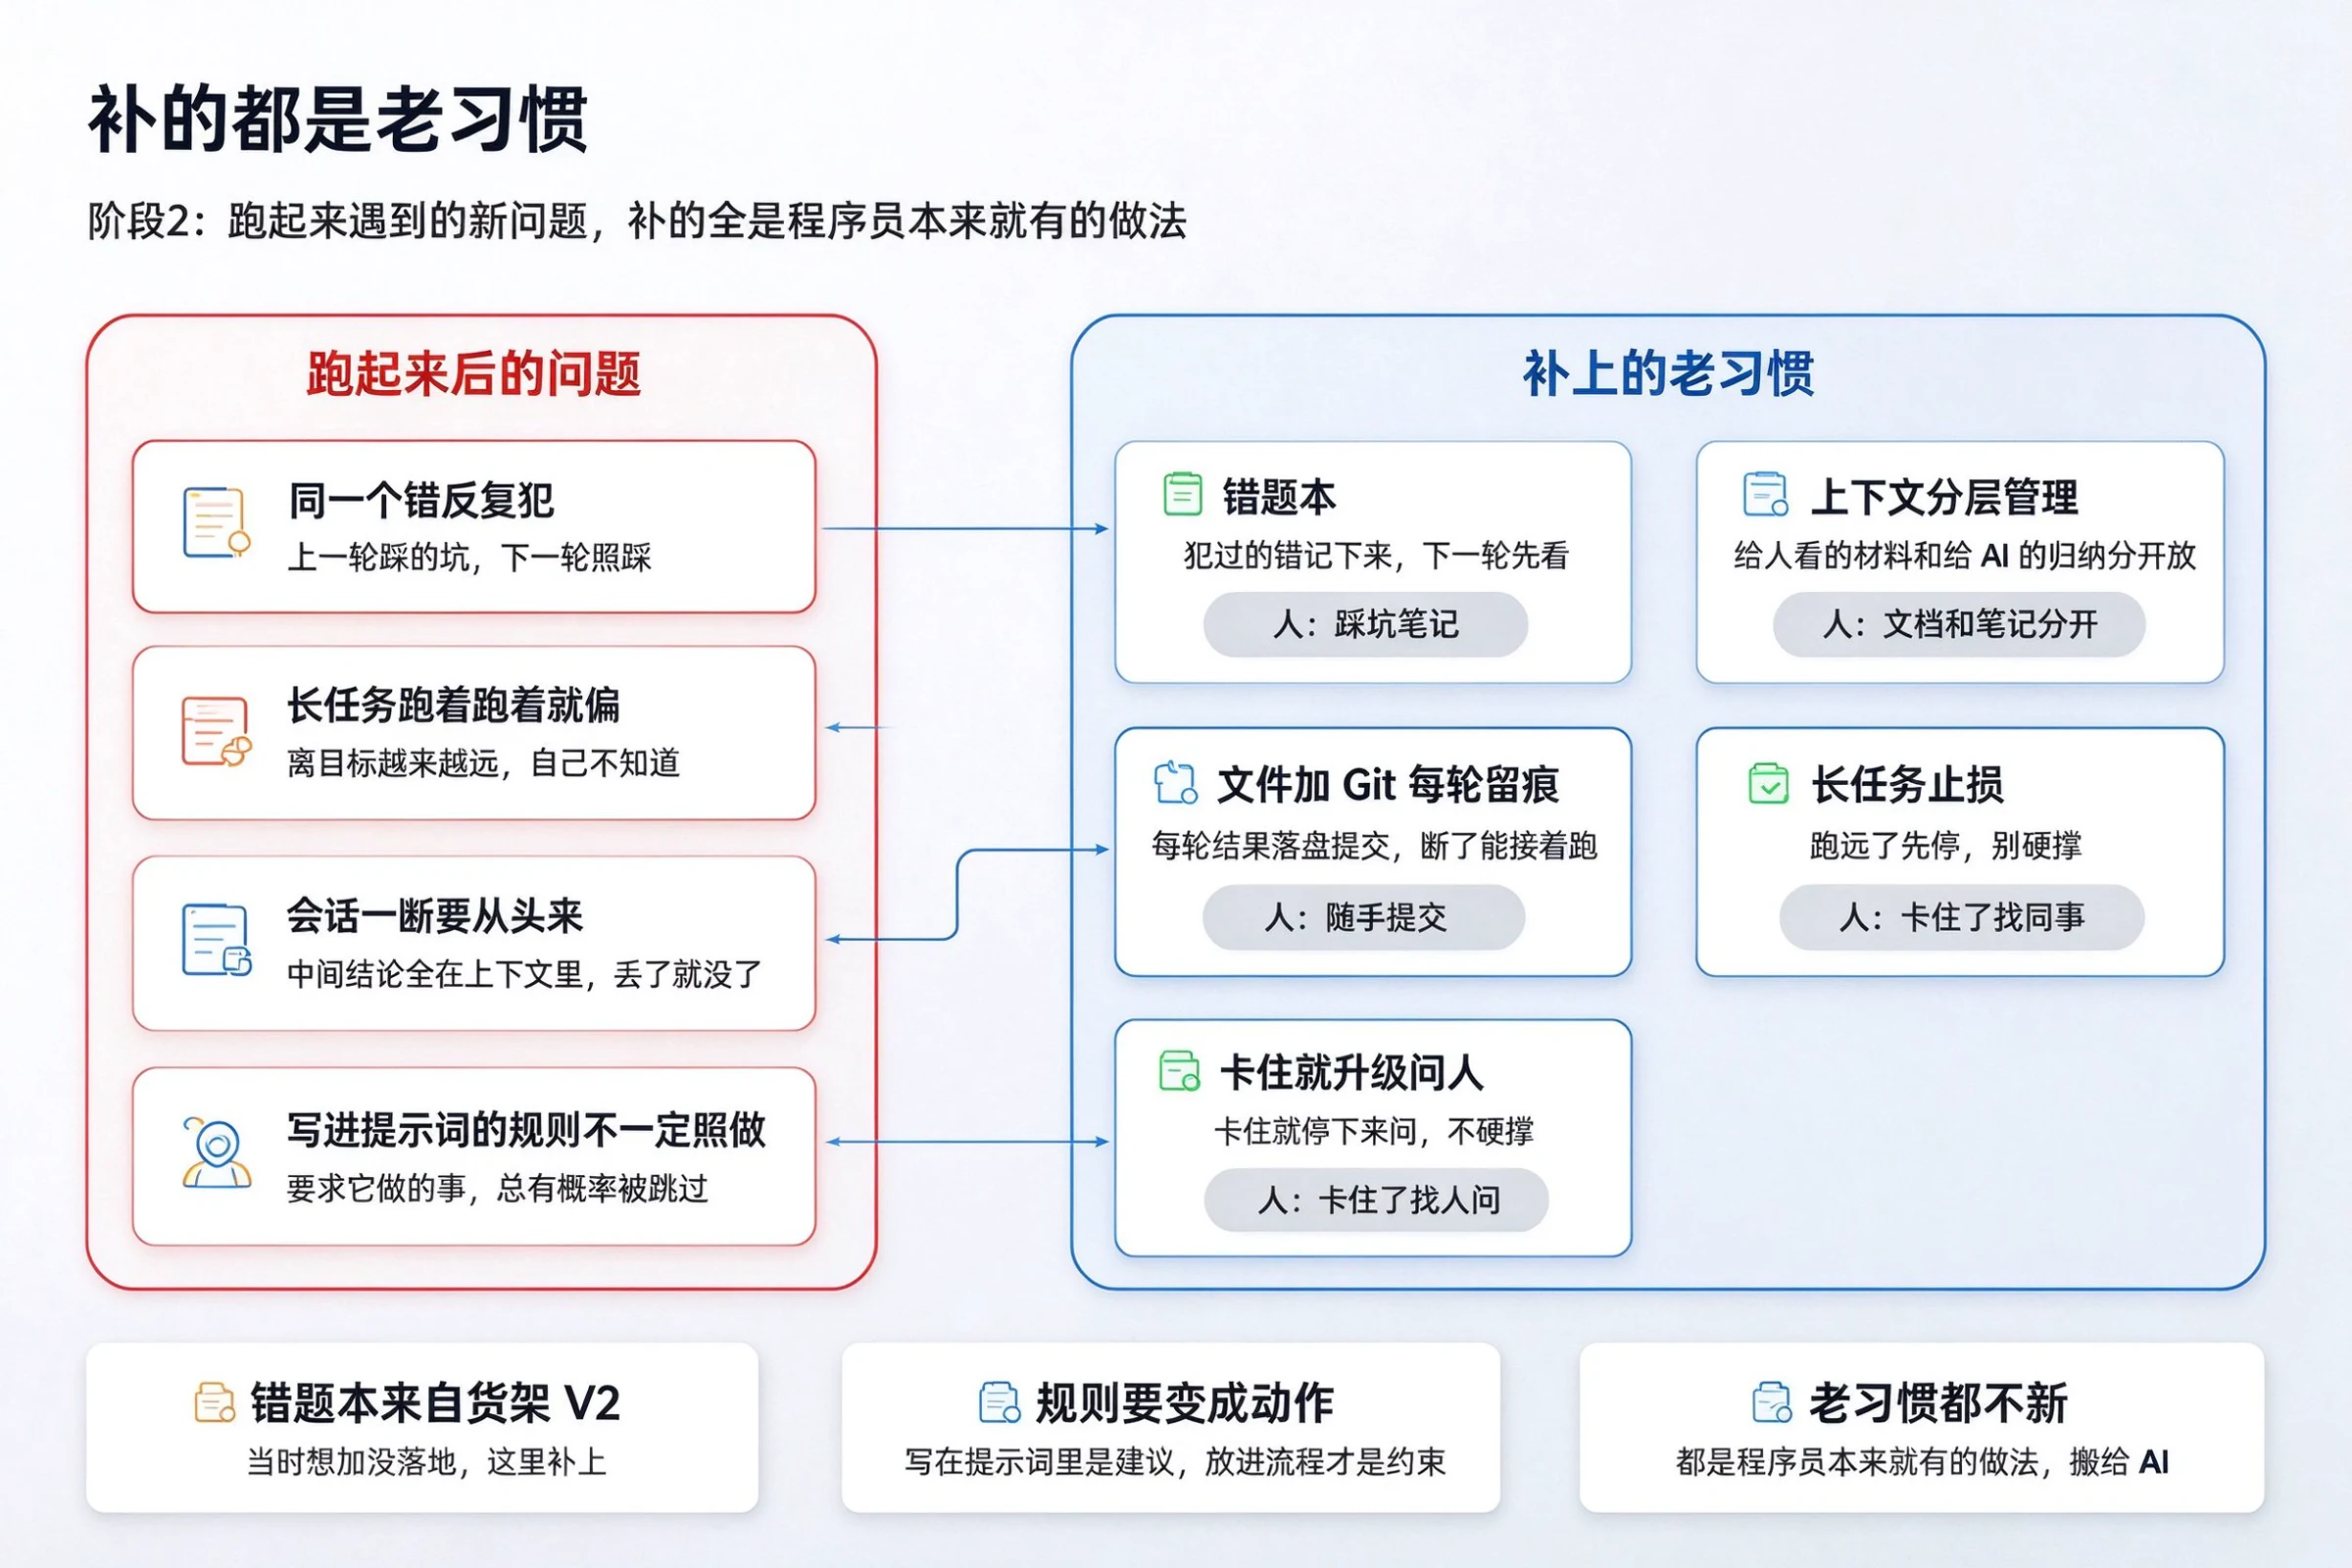 补的都是老习惯
阶段2：跑起来遇到的新问题，补的全是程序员本来就有的做法
跑起来后的问题
同一个错反复犯
上一轮踩的坑，下一轮照踩
长任务跑着跑着就偏
离目标越来越远，自己不知道
会话一断要从头来
中间结论全在上下文里，丢了就没了
写进提示词的规则不一定照做
要求它做的事，总有概率被跳过
补上的老习惯
错题本
犯过的错记下来，下一轮先看
人：踩坑笔记
上下文分层管理
给人看的材料和给 AI 的归纳分开放
人：文档和笔记分开
文件加 Git 每轮留痕
每轮结果落盘提交，断了能接着跑
人：随手提交
长任务止损
跑远了先停，别硬撑
人：卡住了找同事
卡住就升级问人
卡住就停下来问，不硬撑
人：卡住了找人问
错题本来自货架 V2
当时想加没落地，这里补上
规则要变成动作
写在提示词里是建议，放进流程才是约束
老习惯都不新
都是程序员本来就有的做法，搬给 AI